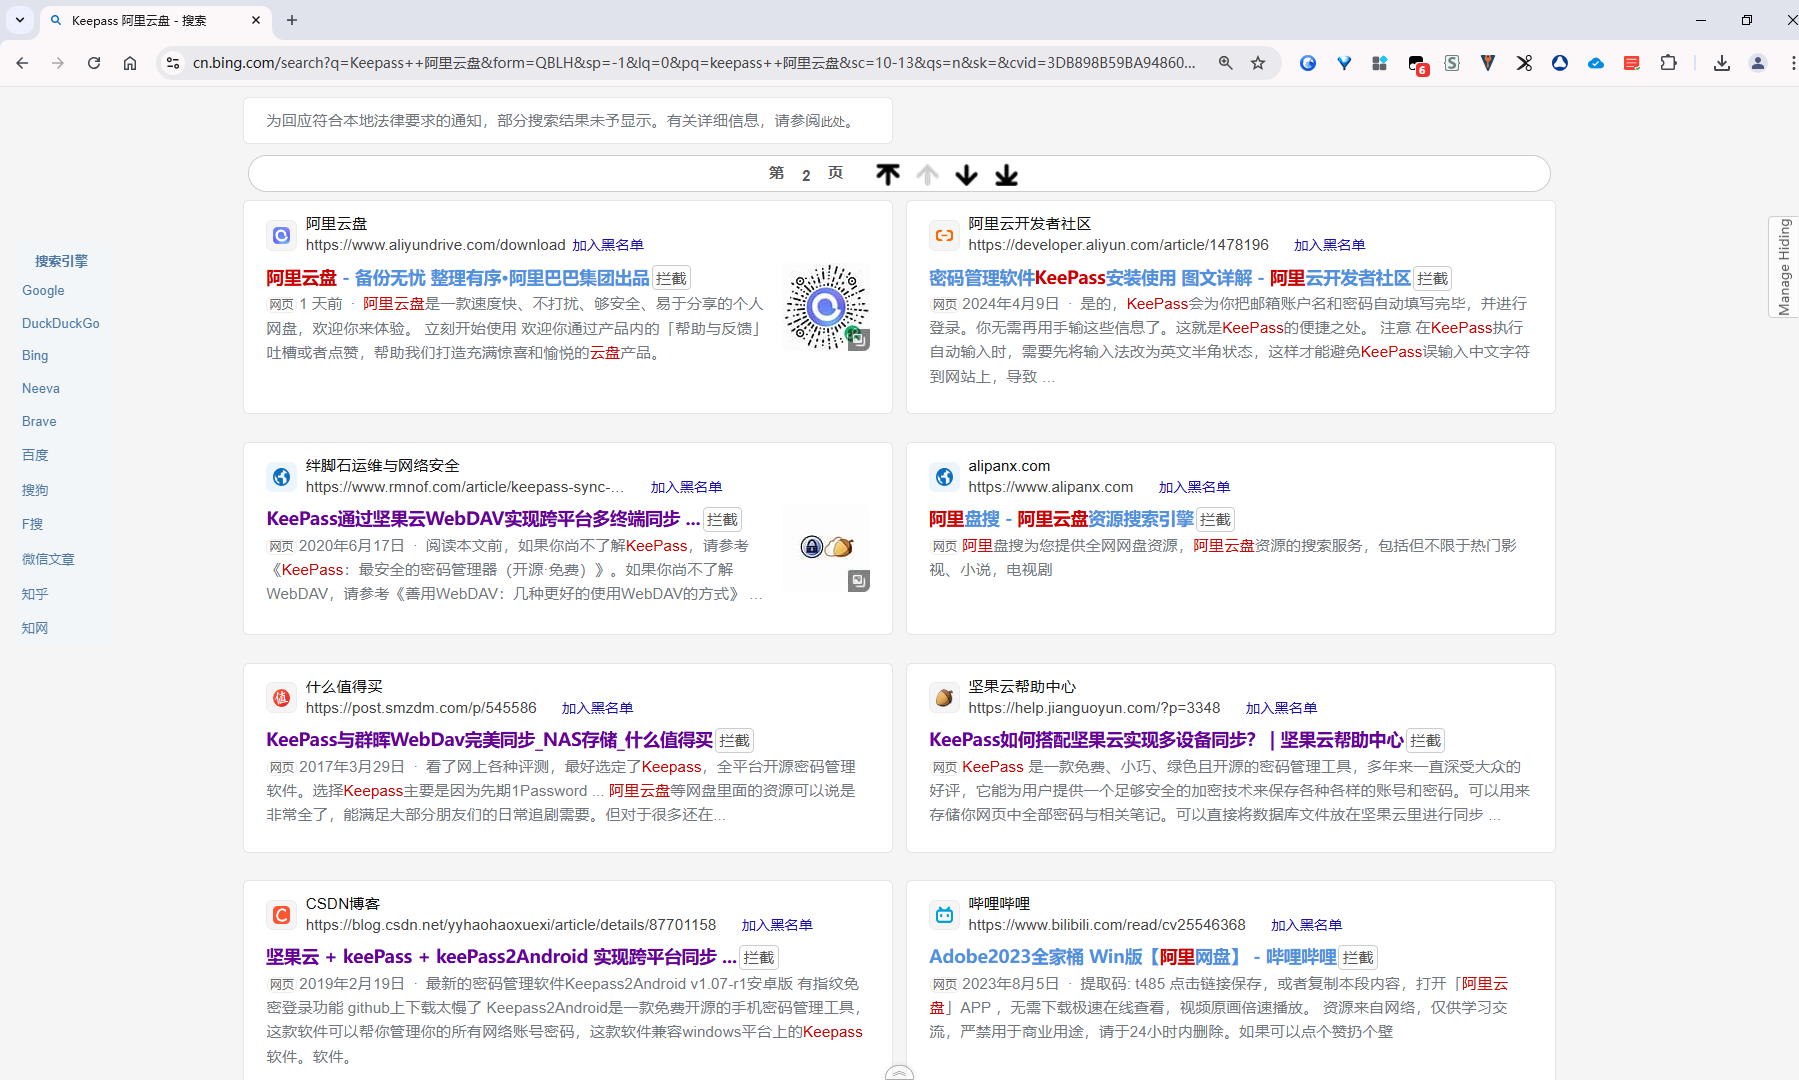 Keepass 阿里云盘 - 搜索
cn.bing.com/search?q=Keepass++阿里云盘&form=QBLH&sp=-1&lq=0&pq=keepass++阿里云盘&sc=10-13&qs=n&sk=&cvid=3DB898B59BA94860...
6
为回应符合本地法律要求的通知，部分搜索结果未予显示。有关详细信息，请参阅此处。
第 2 页
搜索引擎
Google
DuckDuckGo
Bing
Neeva
Brave
百度
搜狗
F搜
微信文章
知乎
知网
Manage Hiding
阿里云盘
https://www.aliyundrive.com/download 加入黑名单
阿里云盘 - 备份无忧 整理有序·阿里巴巴集团出品 拦截
网页 1 天前 · 阿里云盘是一款速度快、不打扰、够安全、易于分享的个人
网盘，欢迎你来体验。 立刻开始使用 欢迎你通过产品内的「帮助与反馈」
吐槽或者点赞，帮助我们打造充满惊喜和愉悦的云盘产品。
阿里云开发者社区
https://developer.aliyun.com/article/1478196 加入黑名单
密码管理软件KeePass安装使用 图文详解 - 阿里云开发者社区 拦截
网页 2024年4月9日 · 是的，KeePass会为你把邮箱账户名和密码自动填写完毕，并进行
登录。你无需再用手输这些信息了。这就是KeePass的便捷之处。 注意 在KeePass执行
自动输入时，需要先将输入法改为英文半角状态，这样才能避免KeePass误输入中文字符
到网站上，导致 ...
绊脚石运维与网络安全
https://www.rmnof.com/article/keepass-sync-... 加入黑名单
KeePass通过坚果云WebDAV实现跨平台多终端同步 ... 拦截
网页 2020年6月17日 · 阅读本文前，如果你尚不了解KeePass，请参考
《KeePass：最安全的密码管理器（开源·免费）》。如果你尚不了解
WebDAV，请参考《善用WebDAV：几种更好的使用WebDAV的方式》 ...
alipanx.com
https://www.alipanx.com 加入黑名单
阿里盘搜 - 阿里云盘资源搜索引擎 拦截
网页 阿里盘搜为您提供全网网盘资源，阿里云盘资源的搜索服务，包括但不限于热门影
视、小说，电视剧
值
什么值得买
https://post.smzdm.com/p/545586 加入黑名单
KeePass与群晖WebDav完美同步_NAS存储_什么值得买 拦截
网页 2017年3月29日 · 看了网上各种评测，最好选定了Keepass，全平台开源密码管理
软件。选择Keepass主要是因为先期1Password ... 阿里云盘等网盘里面的资源可以说是
非常全了，能满足大部分朋友们的日常追剧需要。但对于很多还在...
坚果云帮助中心
https://help.jianguoyun.com/?p=3348 加入黑名单
KeePass如何搭配坚果云实现多设备同步？ | 坚果云帮助中心 拦截
网页 KeePass 是一款免费、小巧、绿色且开源的密码管理工具，多年来一直深受大众的
好评，它能为用户提供一个足够安全的加密技术来保存各种各样的账号和密码。可以用来
存储你网页中全部密码与相关笔记。可以直接将数据库文件放在坚果云里进行同步 ...
CSDN博客
https://blog.csdn.net/yyhaohaoxuexi/article/details/87701158 加入黑名单
坚果云 + keePass + keePass2Android 实现跨平台同步 ... 拦截
网页 2019年2月19日 · 最新的密码管理软件Keepass2Android v1.07-r1安卓版 有指纹免
密登录功能 github上下载太慢了 Keepass2Android是一款免费开源的手机密码管理工具，
这款软件可以帮你管理你的所有网络账号密码，这款软件兼容windows平台上的Keepass
软件。软件。
哔哩哔哩
https://www.bilibili.com/read/cv25546368 加入黑名单
Adobe2023全家桶 Win版【阿里网盘】 - 哔哩哔哩 拦截
网页 2023年8月5日 · 提取码: t485 点击链接保存，或者复制本段内容，打开「阿里云
盘」APP ，无需下载极速在线查看，视频原画倍速播放。 资源来自网络，仅供学习交
流，严禁用于商业用途，请于24小时内删除。如果可以点个赞扔个壁